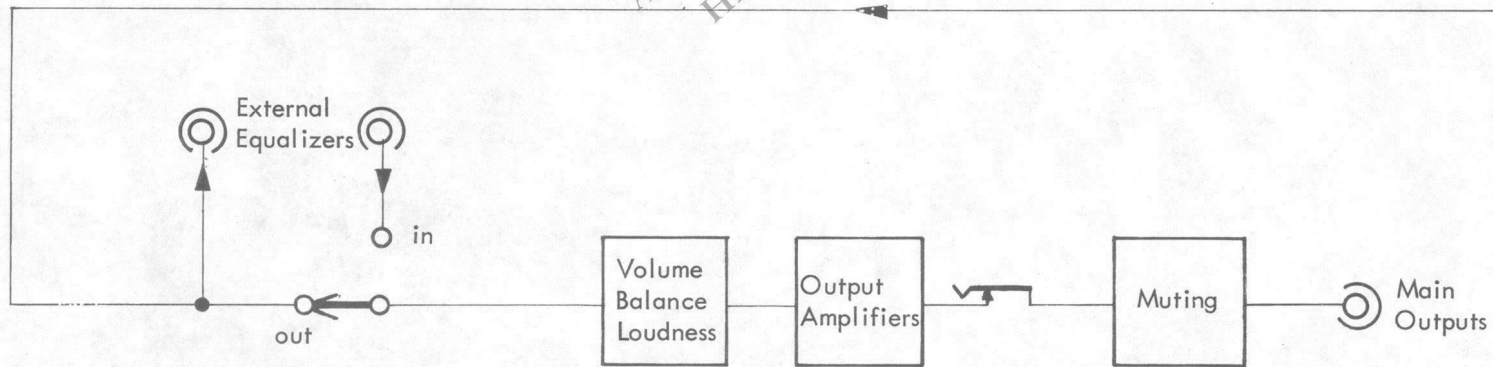 External
Equalizers
in
out
Volume
Balance
Loudness
Output
Amplifiers
Muting
Main
Outputs